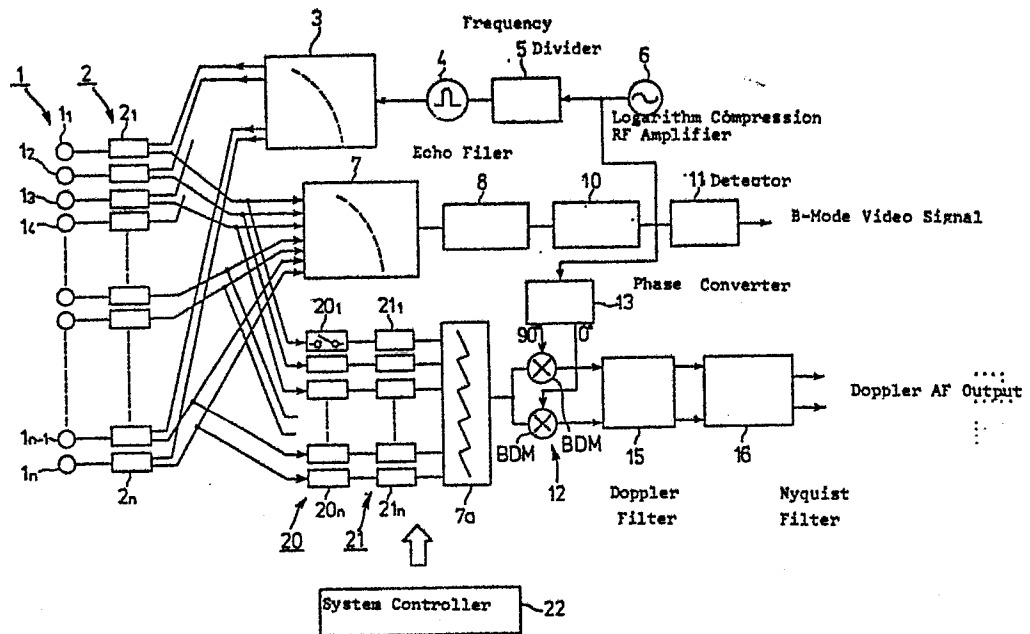 3
Frequency
Divider
4
5
6
1
2
Logarithm Compression
RF Amplifier
1₁
2₁
1₂
1₃
1₄
Echo Filer
7
8
10
11
Detector
B-Mode Video Signal
Phase Converter
13
90°
0°
20₁
21₁
Doppler AF Output
BDM
BDM
12
15
16
1n-1
1n
2n
20
20n
21
21n
7a
Doppler
Filter
Nyquist
Filter
System Controller
22